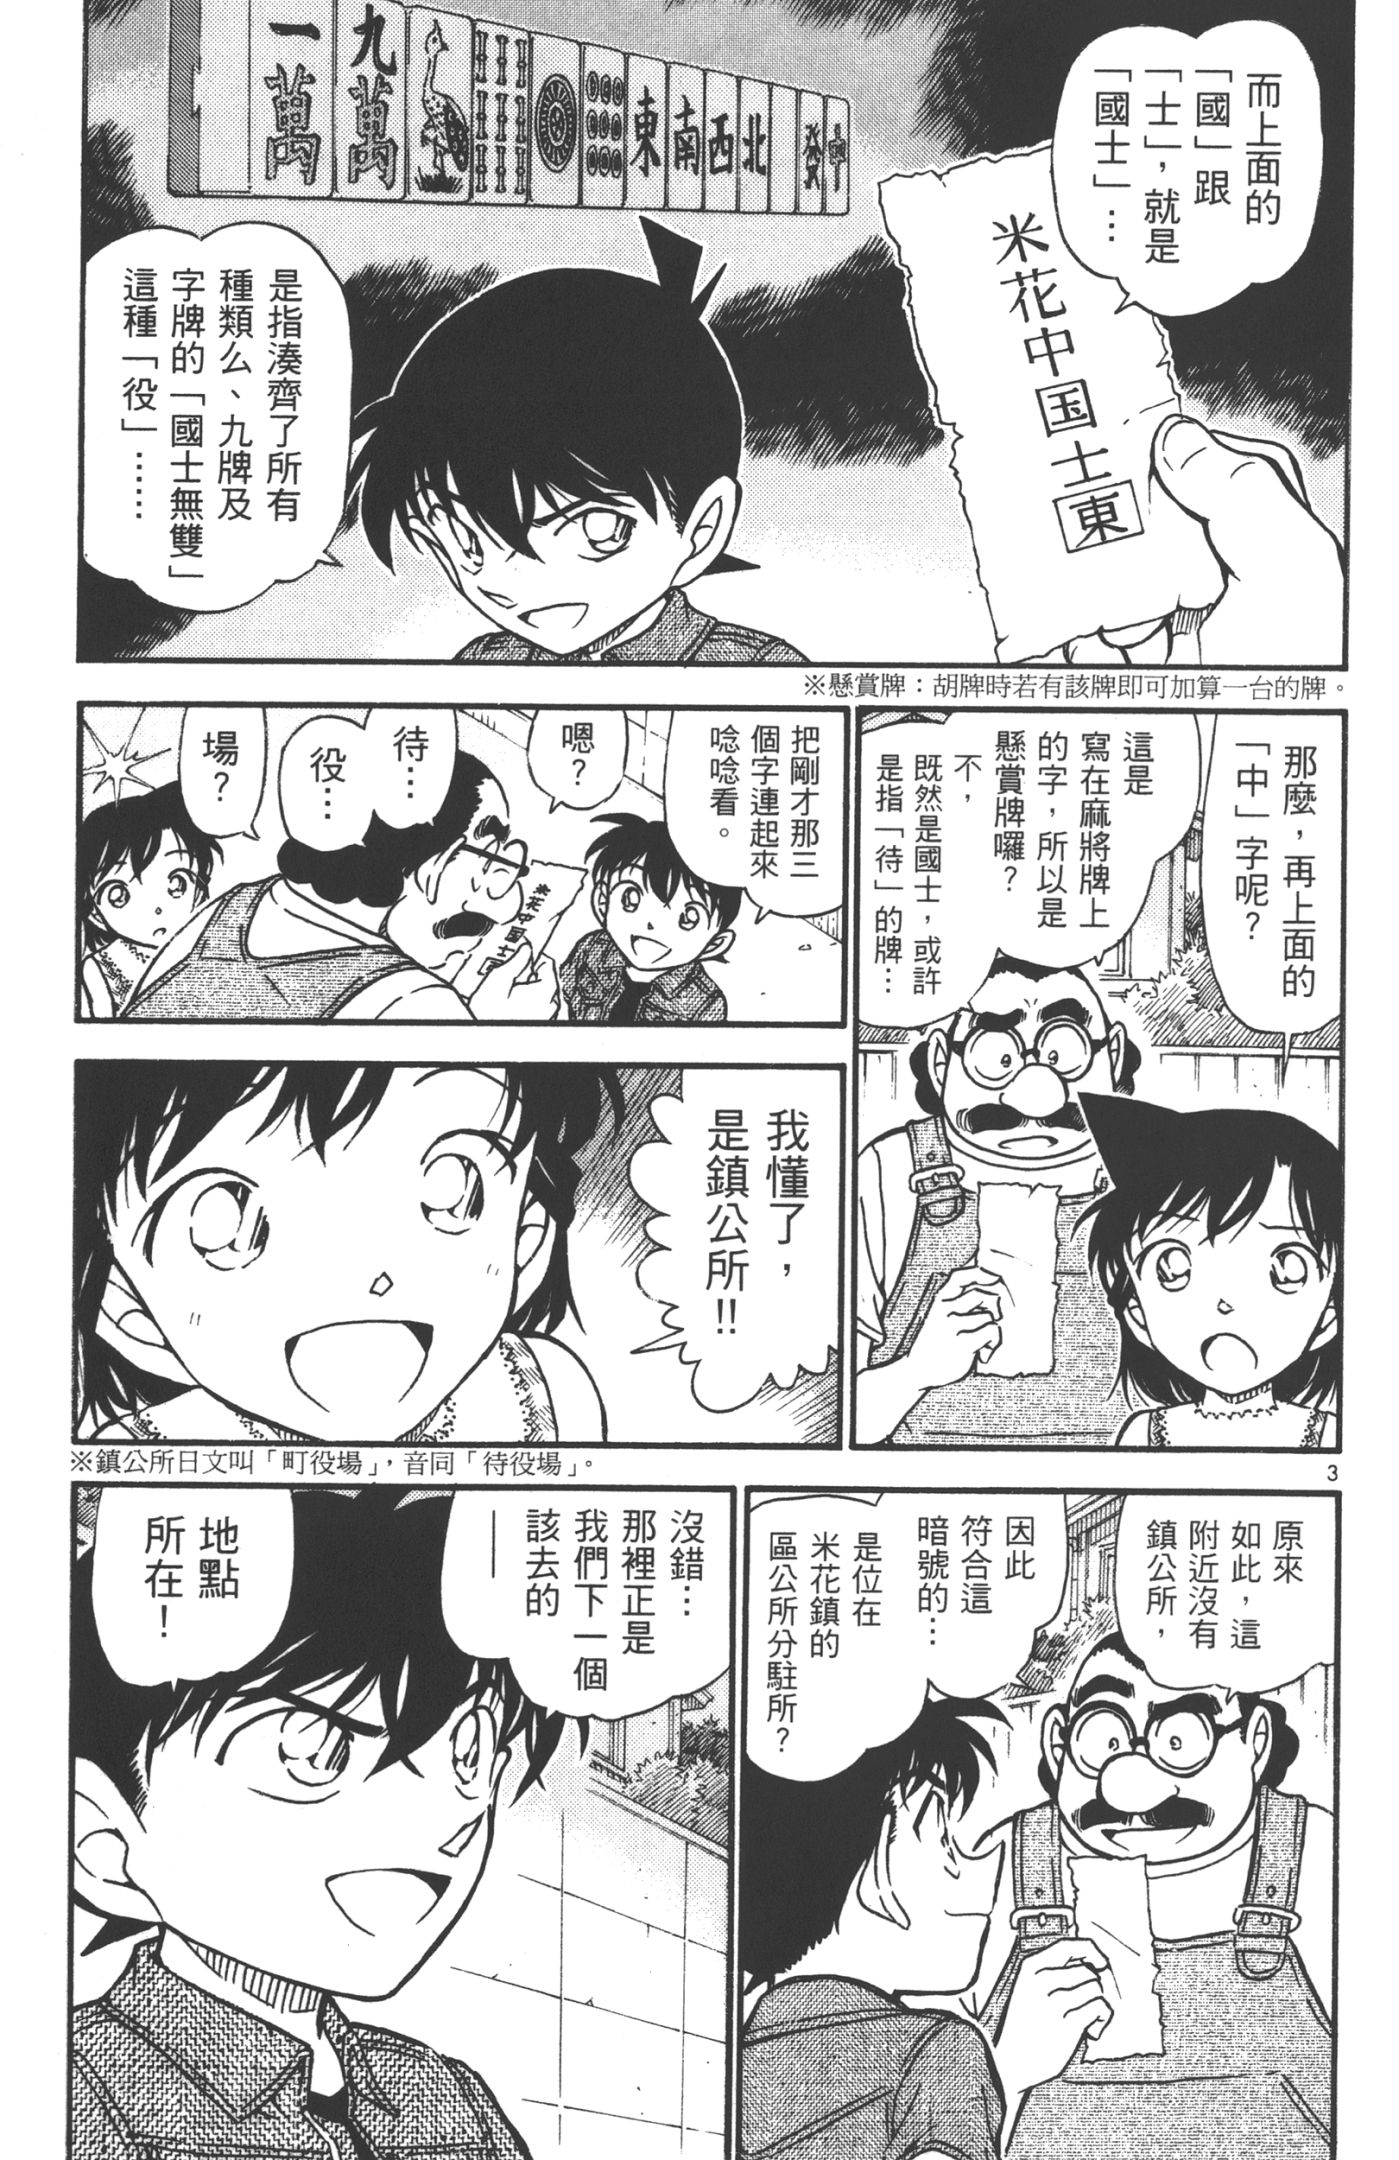 而上面的
「國」跟
「士」，就是
「國士」…
米花中国士東
一萬
九萬
東
南
西
北
發
中
是指湊齊了所有
種類么、九牌及
字牌的「國士無雙」
這種「役」……
※懸賞牌：胡牌時若有該牌即可加算一台的牌。
那麼，再上面的
「中」字呢？
這是
寫在麻將牌上
的字，所以是
懸賞牌囉？
不，
既然是國士，或許
是指「待」的牌…
把剛才那三
個字連起來
唸唸看。
嗯？
米花中国士
待…
役…
場？
我懂了，
是鎮公所!!
※鎮公所日文叫「町役場」，音同「待役場」。
3
原來
如此，這
附近沒有
鎮公所，
因此
符合這
暗號的…
是位在
米花鎮的
區公所分駐所？
沒錯…
那裡正是
我們下一個
該去的
——
地點
所在！